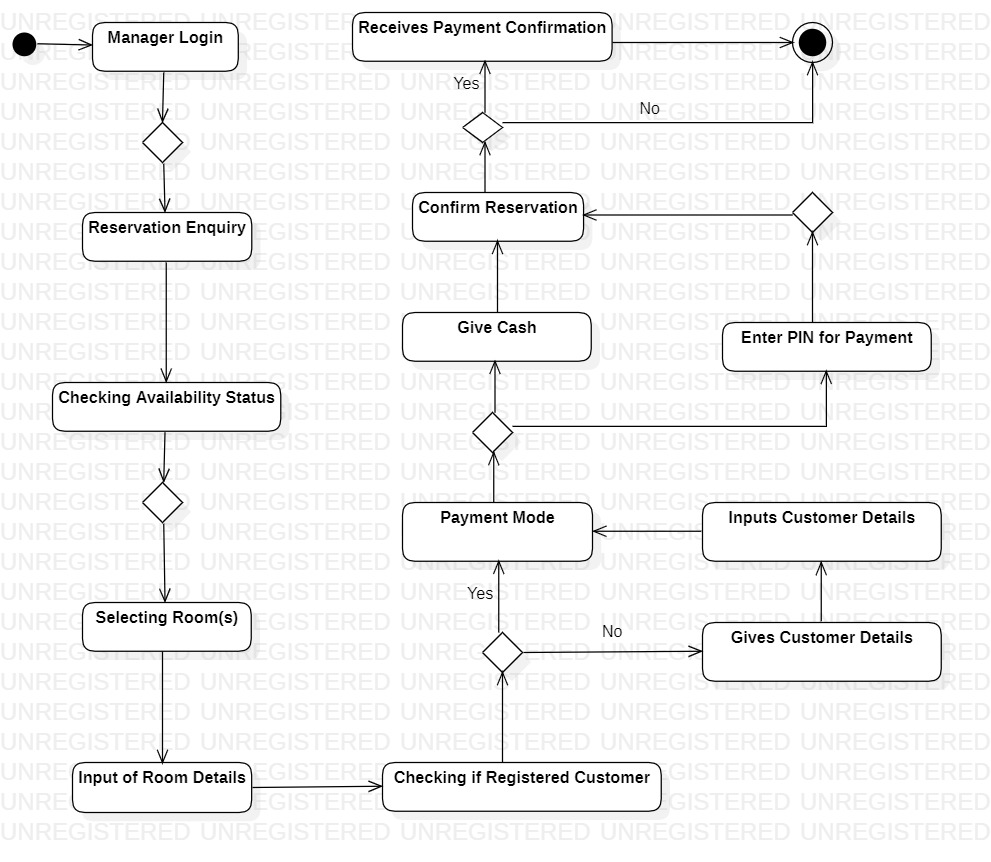 Manager Login
Reservation Enquiry
Checking Availability Status
Selecting Room(s)
Input of Room Details
Checking if Registered Customer
No
Gives Customer Details
Inputs Customer Details
Yes
Payment Mode
Give Cash
Enter PIN for Payment
Confirm Reservation
Yes
No
Receives Payment Confirmation
UNREGISTERED